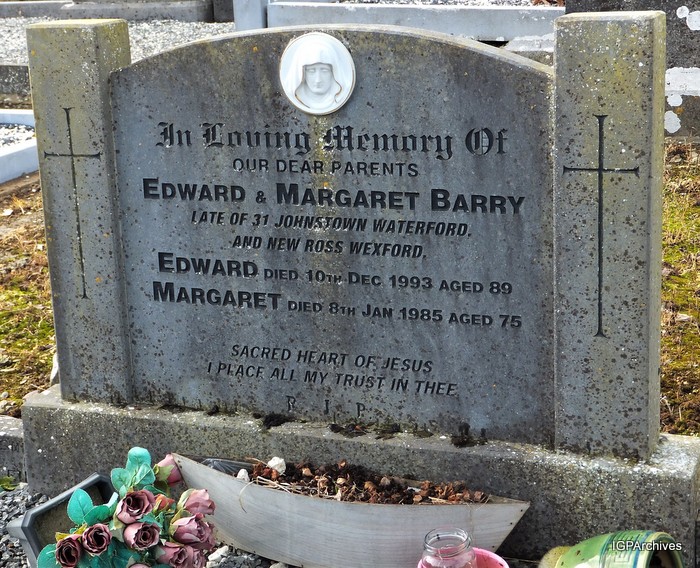 In Loving Memory Of
OUR DEAR PARENTS
EDWARD & MARGARET BARRY
LATE OF 31 JOHNSTOWN WATERFORD.
AND NEW ROSS WEXFORD.
EDWARD DIED 10TH DEC 1993 AGED 89
MARGARET DIED 8TH JAN 1985 AGED 75
SACRED HEART OF JESUS
I PLACE ALL MY TRUST IN THEE
R I P
IGPArchives